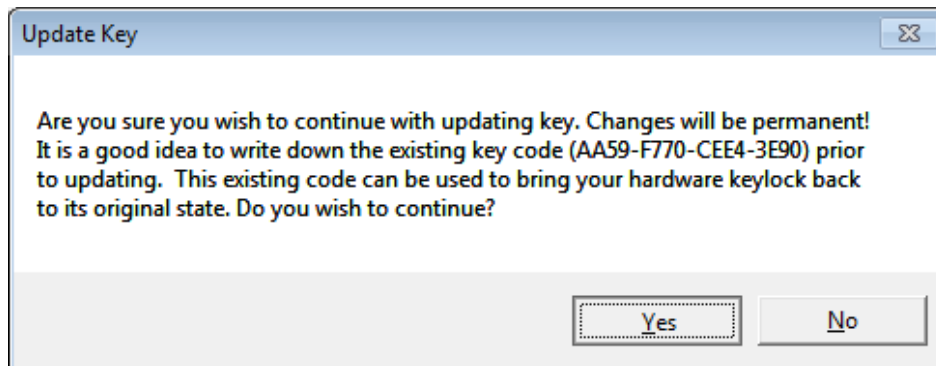 Update Key
Are you sure you wish to continue with updating key. Changes will be permanent!
It is a good idea to write down the existing key code (AA59-F770-CEE4-3E90) prior
to updating.  This existing code can be used to bring your hardware keylock back
to its original state. Do you wish to continue?
Yes
No